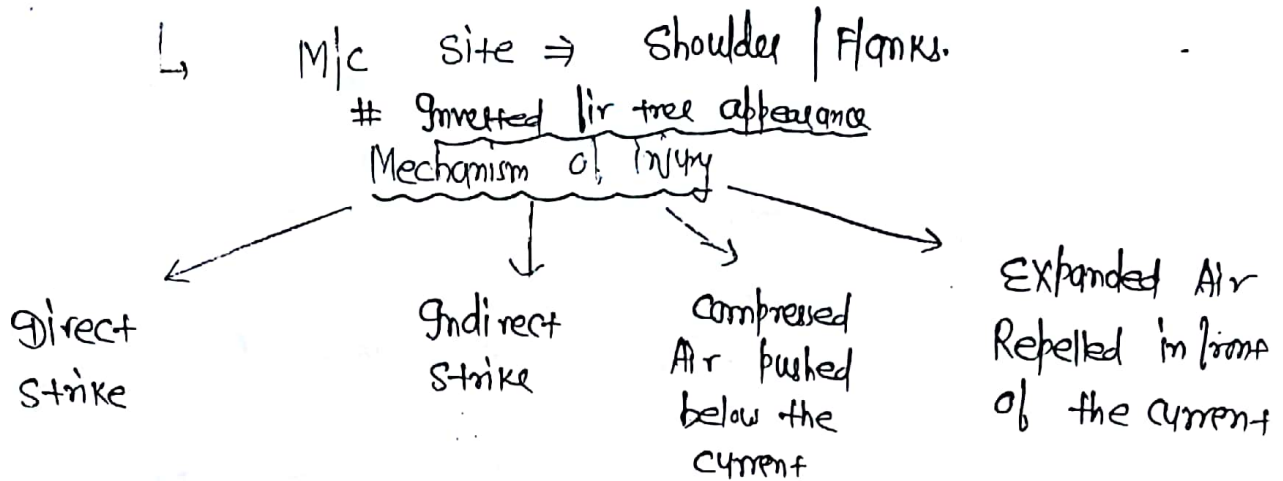 ↳ M/c Site ⇒ Shoulder / Flanks.
# Inverted fir tree appearance
Mechanism of Injury
Direct
Strike
Indirect
Strike
Compressed
Air pushed
below the
current
Expanded Air
Repelled in front
of the current